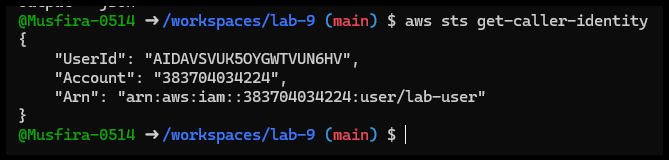 @Musfira-0514 ➜ /workspaces/lab-9 (main) $ aws sts get-caller-identity
{
    "UserId": "AIDAVSVUK5OYGWTVUN6HV",
    "Account": "383704034224",
    "Arn": "arn:aws:iam::383704034224:user/lab-user"
}
@Musfira-0514 ➜ /workspaces/lab-9 (main) $